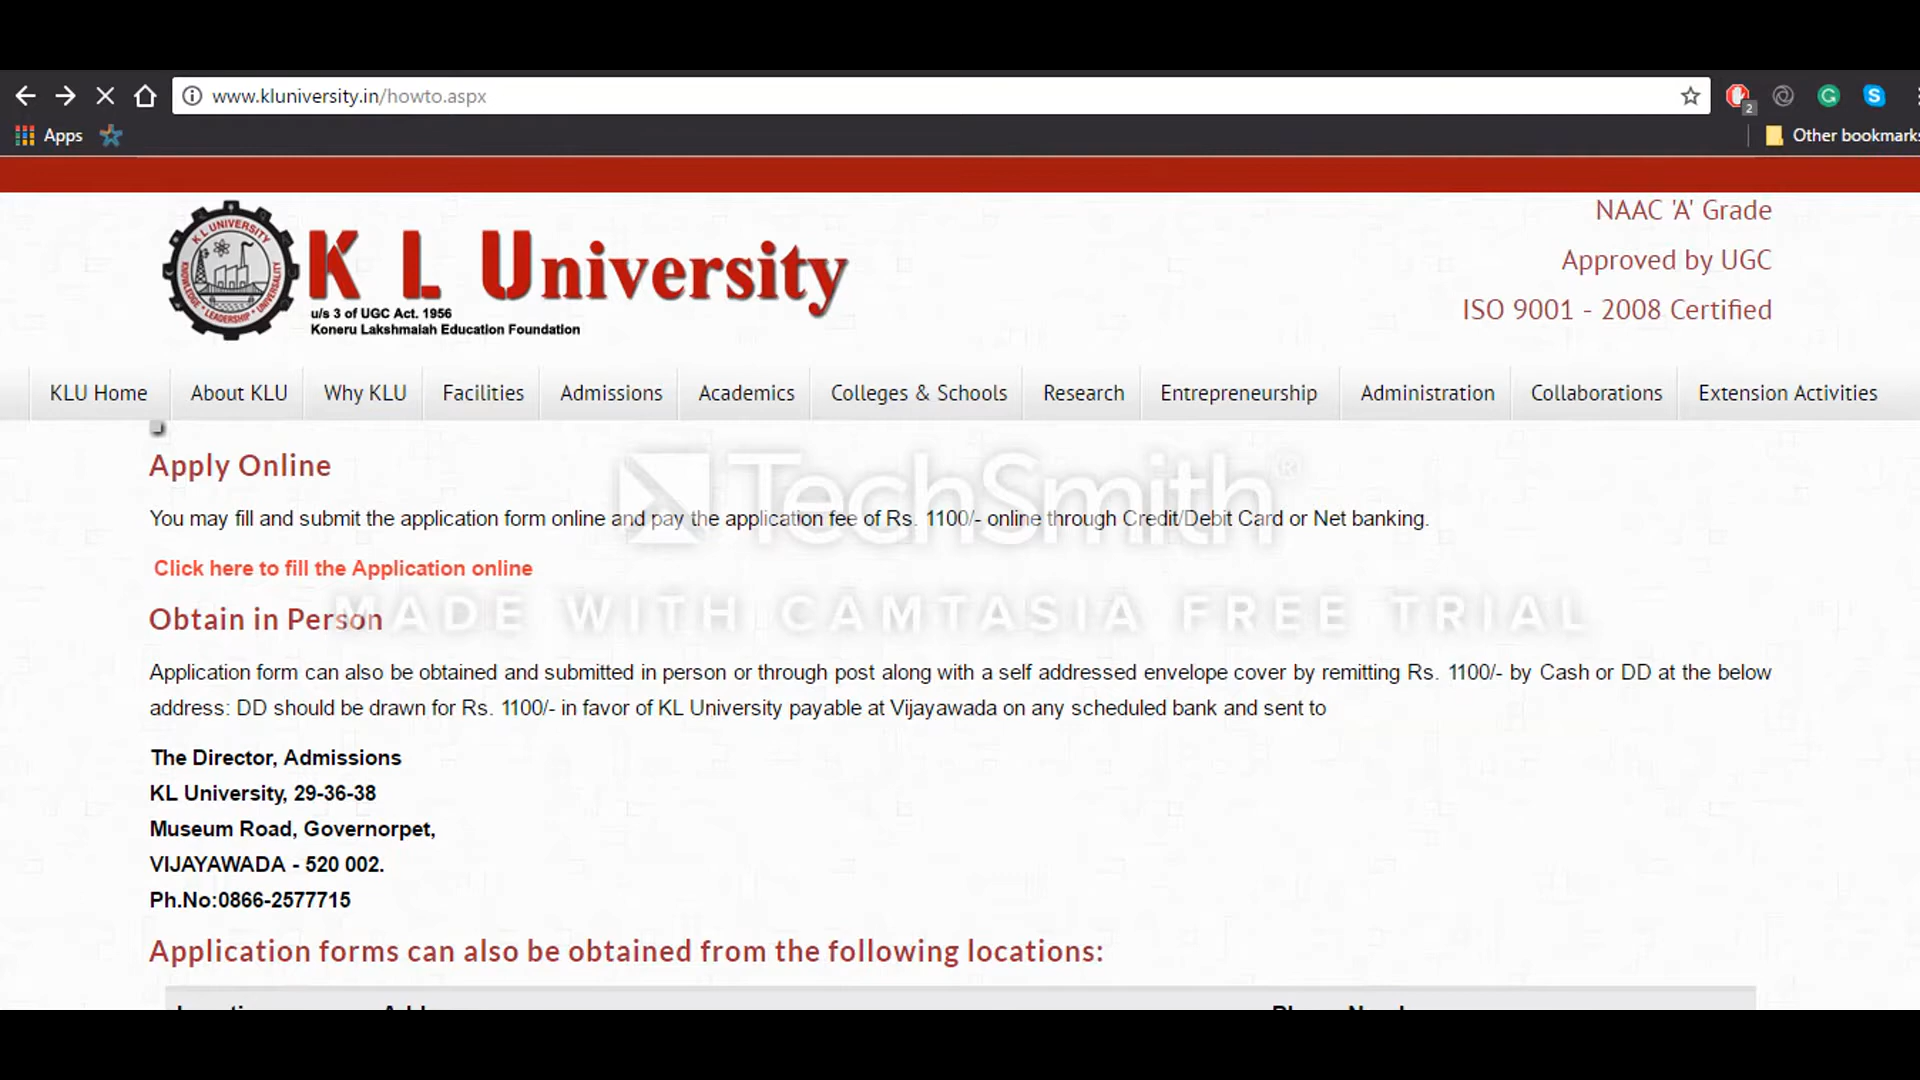 www.kluniversity.in/howto.aspx
2
Apps
Other bookmarks
K L UNIVERSITY
KNOWLEDGE * LEADERSHIP * UNIVERSALITY
K L University
u/s 3 of UGC Act. 1956
Koneru Lakshmaiah Education Foundation
NAAC 'A' Grade
Approved by UGC
ISO 9001 - 2008 Certified
KLU Home About KLU Why KLU Facilities Admissions Academics Colleges & Schools Research Entrepreneurship Administration Collaborations Extension Activities
Apply Online
TechSmith®
You may fill and submit the application form online and pay the application fee of Rs. 1100/- online through Credit/Debit Card or Net banking.
Click here to fill the Application online
MADE WITH CAMTASIA FREE TRIAL
Obtain in Person
Application form can also be obtained and submitted in person or through post along with a self addressed envelope cover by remitting Rs. 1100/- by Cash or DD at the below
address: DD should be drawn for Rs. 1100/- in favor of KL University payable at Vijayawada on any scheduled bank and sent to
The Director, Admissions
KL University, 29-36-38
Museum Road, Governorpet,
VIJAYAWADA - 520 002.
Ph.No:0866-2577715
Application forms can also be obtained from the following locations: